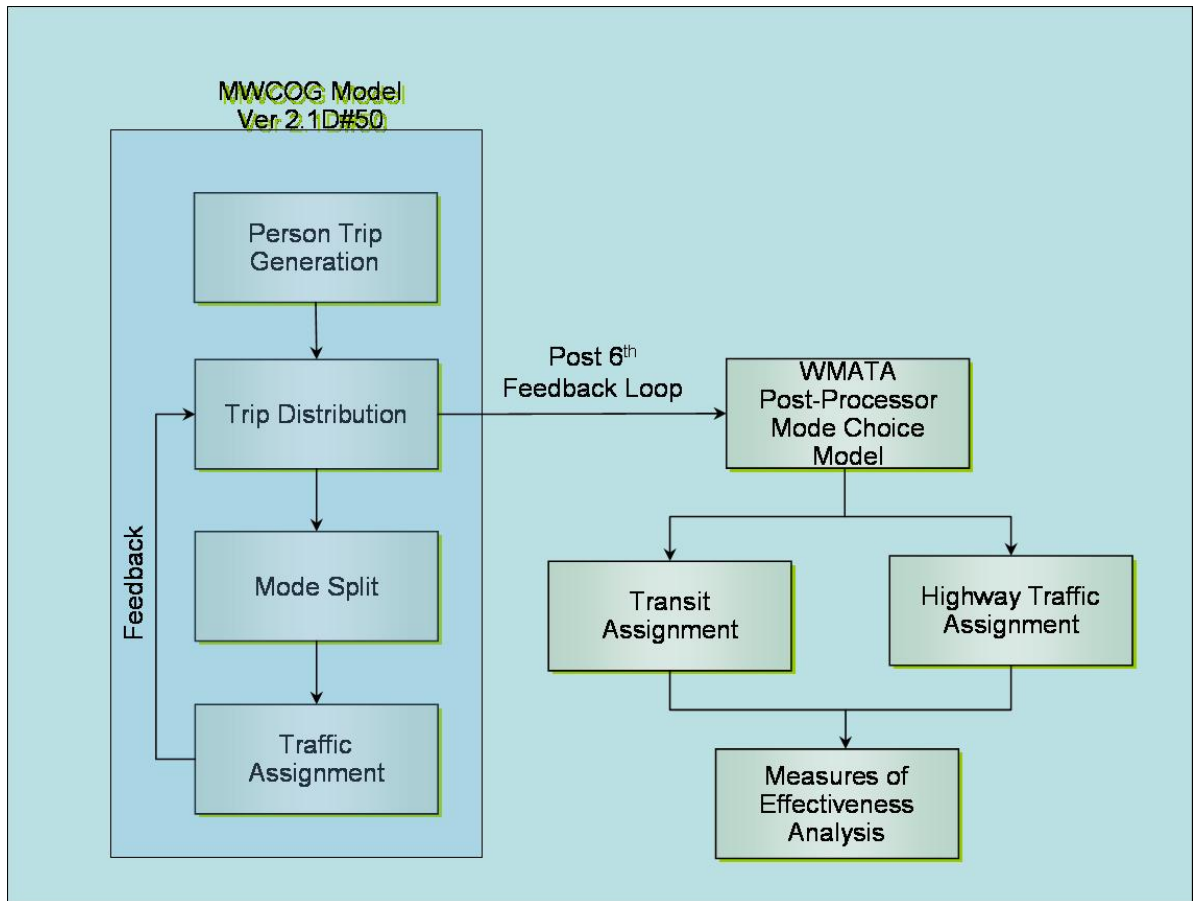 MWCOG Model
Ver 2.1D#50
Person Trip
Generation
Trip Distribution
Mode Split
Traffic
Assignment
Feedback
Post 6th
Feedback Loop
WMATA
Post-Processor
Mode Choice
Model
Transit
Assignment
Highway Traffic
Assignment
Measures of
Effectiveness
Analysis